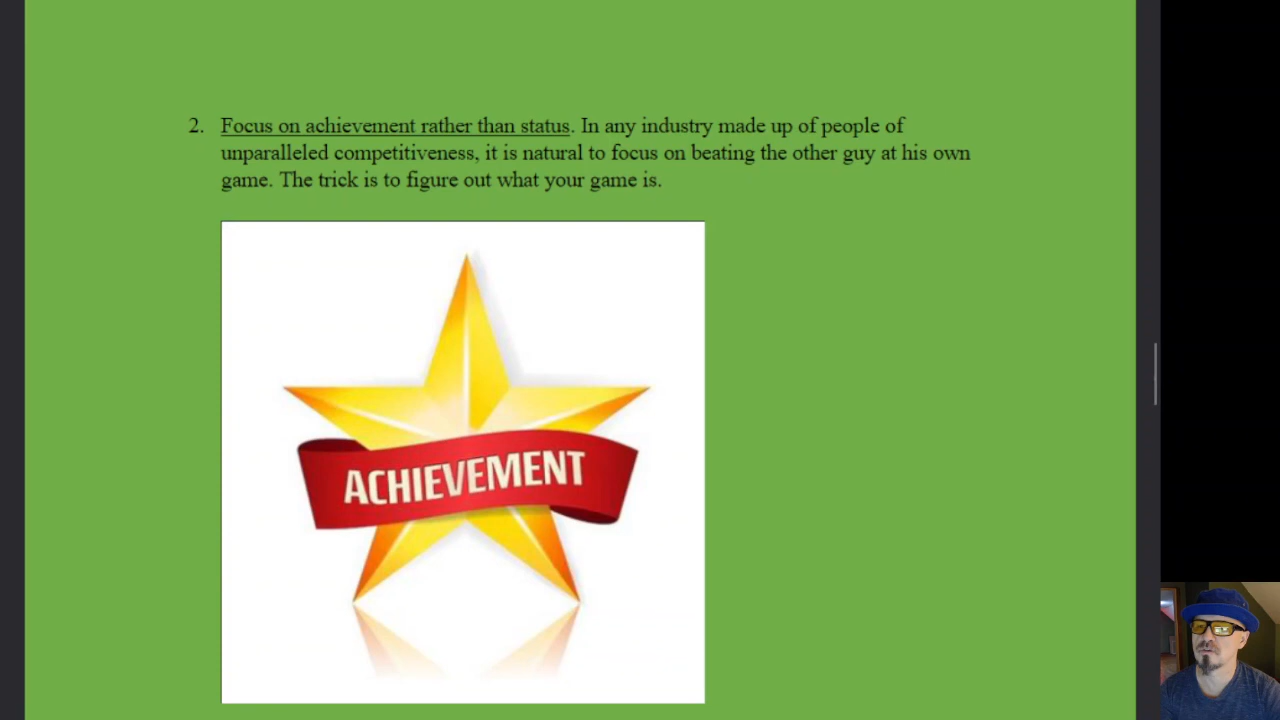 2. Focus on achievement rather than status. In any industry made up of people of
unparalleled competitiveness, it is natural to focus on beating the other guy at his own
game. The trick is to figure out what your game is.
ACHIEVEMENT